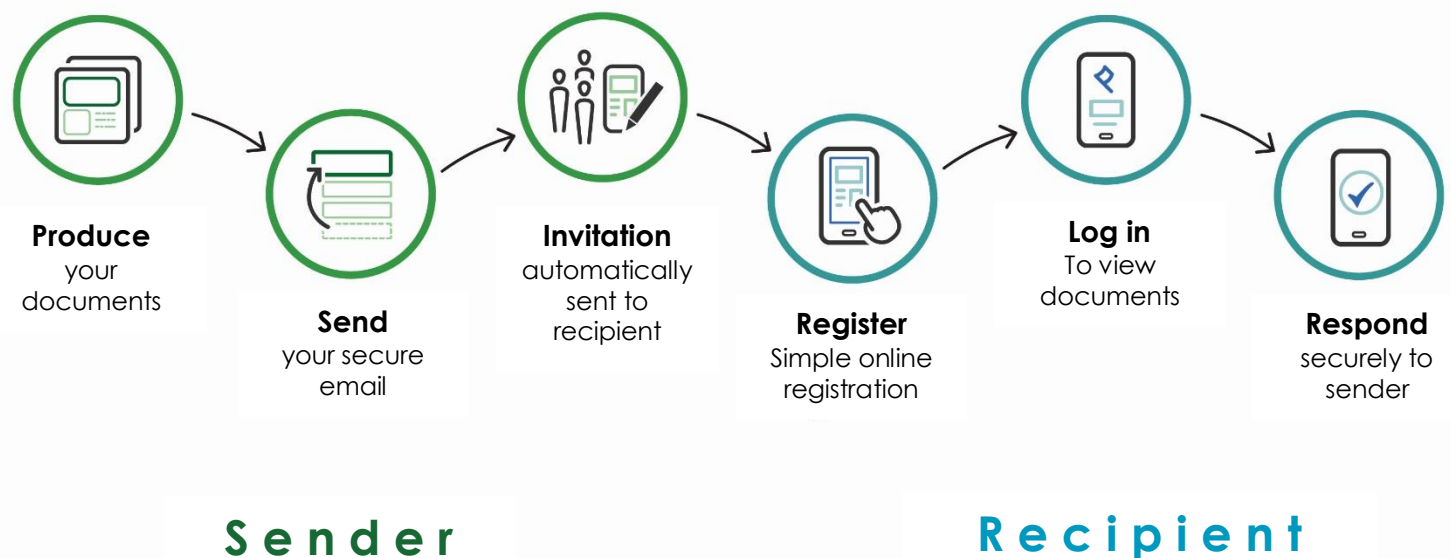 Produce
your
documents
Send
your secure
email
Invitation
automatically
sent to
recipient
Register
Simple online
registration
Log in
To view
documents
Respond
securely to
sender
Sender
Recipient